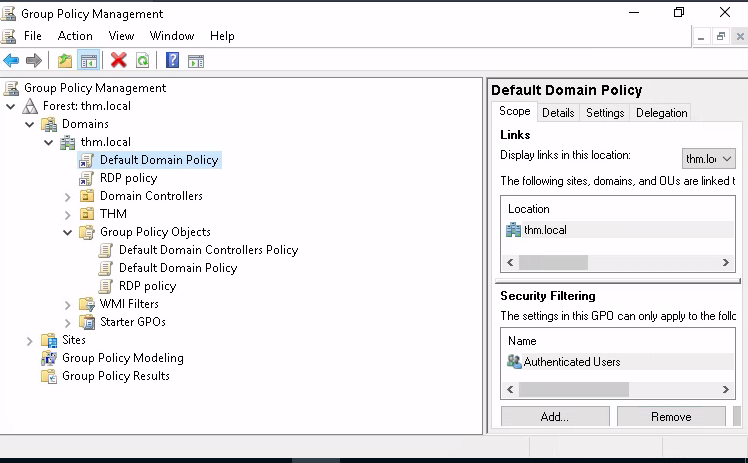 Group Policy Management
File Action View Window Help
Group Policy Management
Forest: thm.local
Domains
thm.local
Default Domain Policy
RDP policy
Domain Controllers
THM
Group Policy Objects
Default Domain Controllers Policy
Default Domain Policy
RDP policy
WMI Filters
Starter GPOs
Sites
Group Policy Modeling
Group Policy Results
Default Domain Policy
Scope Details Settings Delegation
Links
Display links in this location: thm.lo
The following sites, domains, and OUs are linked t
Location
thm.local
Security Filtering
The settings in this GPO can only apply to the follo
Name
Authenticated Users
Add... Remove